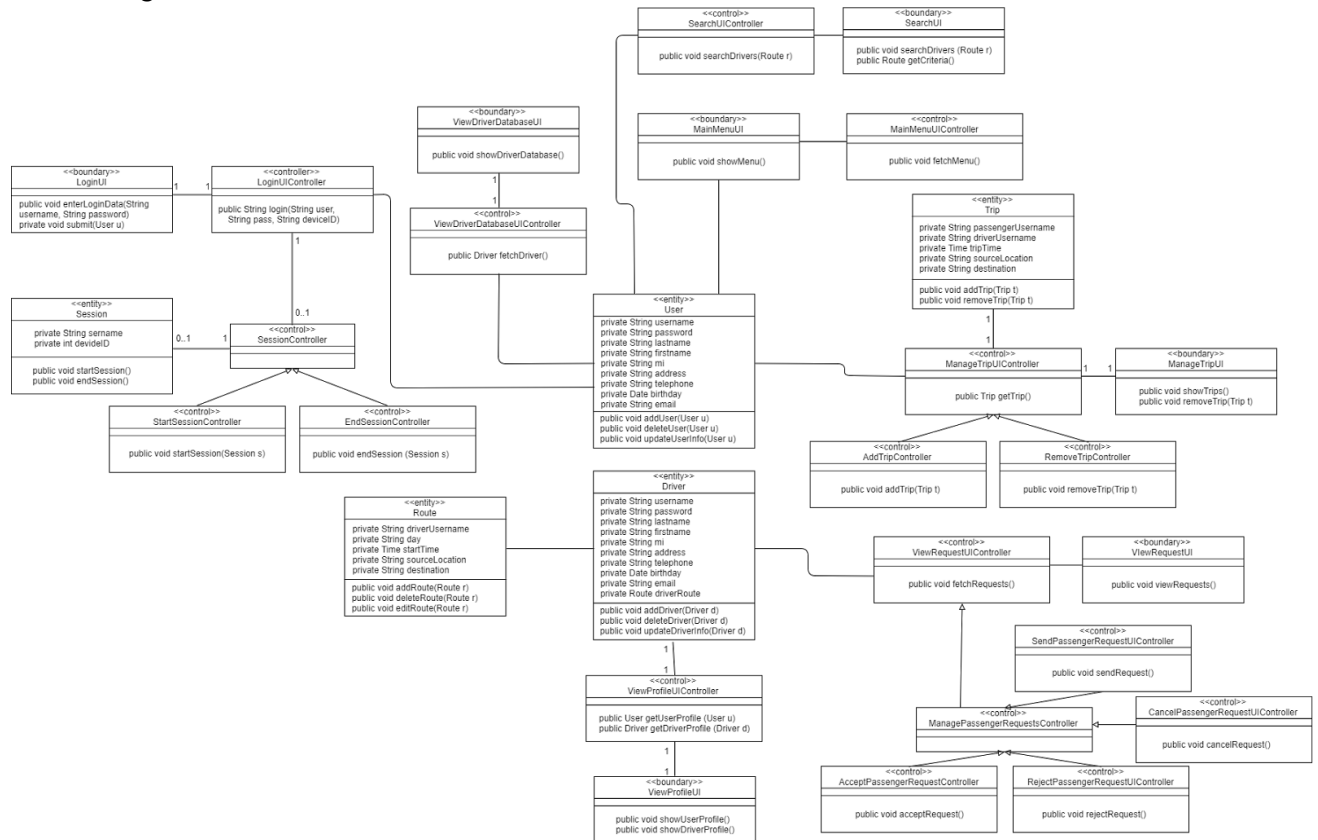 <<control>>
SearchUIController
public void searchDrivers(Route r)
<<boundary>>
SearchUI
public void searchDrivers (Route r)
public Route getCriteria()
<<boundary>>
ViewDriverDatabaseUI
public void showDriverDatabase()
<<boundary>>
MainMenuUI
public void showMenu()
<<control>>
MainMenuUIController
public void fetchMenu()
<<boundary>>
LoginUI
public void enterLoginData(String
username, String password)
private void submit(User u)
1
1
<<controller>>
LoginUIController
public String login(String user,
String pass, String deviceID)
1
0..1
1
1
<<control>>
ViewDriverDatabaseUIController
public Driver fetchDriver()
<<entity>>
Trip
private String passengerUsername
private String driverUsername
private Time tripTime
private String sourceLocation
private String destination
public void addTrip(Trip t)
public void removeTrip(Trip t)
1
1
<<entity>>
Session
private String sername
private int devideID
public void startSession()
public void endSession()
0..1
1
<<control>>
SessionController
<<control>>
StartSessionController
public void startSession(Session s)
<<control>>
EndSessionController
public void endSession (Session s)
<<entity>>
User
private String username
private String password
private String lastname
private String firstname
private String mi
private String address
private String telephone
private Date birthday
private String email
public void addUser(User u)
public void deleteUser(User u)
public void updateUserInfo(User u)
<<control>>
ManageTripUIController
public Trip getTrip()
1
1
<<boundary>>
ManageTripUI
public void showTrips()
public void removeTrip(Trip t)
<<control>>
AddTripController
public void addTrip(Trip t)
<<control>>
RemoveTripController
public void removeTrip(Trip t)
<<entity>>
Route
private String driverUsername
private String day
private Time startTime
private String sourceLocation
private String destination
public void addRoute(Route r)
public void deleteRoute(Route r)
public void editRoute(Route r)
<<entity>>
Driver
private String username
private String password
private String lastname
private String firstname
private String mi
private String address
private String telephone
private Date birthday
private String email
private Route driverRoute
public void addDriver(Driver d)
public void deleteDriver(Driver d)
public void updateDriverInfo(Driver d)
1
1
<<control>>
ViewRequestUIController
public void fetchRequests()
<<boundary>>
VIewRequestUI
public void viewRequests()
<<control>>
SendPassengerRequestUIController
public void sendRequest()
<<control>>
ViewProfileUIController
public User getUserProfile (User u)
public Driver getDriverProfile (Driver d)
1
1
<<control>>
ManagePassengerRequestsController
<<control>>
CancelPassengerRequestUIController
public void cancelRequest()
<<boundary>>
ViewProfileUI
public void showUserProfile()
public void showDriverProfile()
<<control>>
AcceptPassengerRequestController
public void acceptRequest()
<<control>>
RejectPassengerRequestUIController
public void rejectRequest()